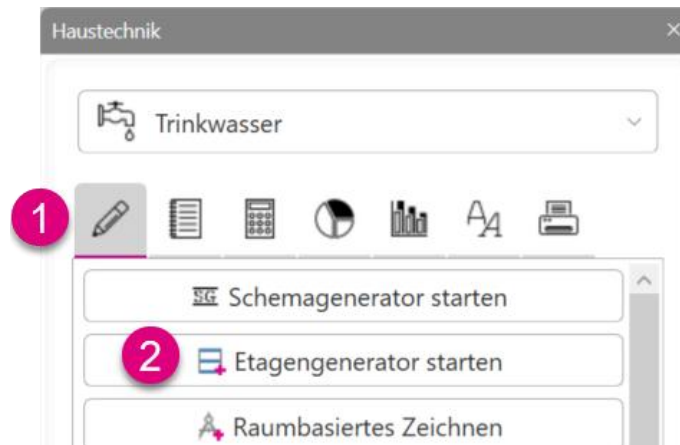 Haustechnik
Trinkwasser
1
SG Schemagenerator starten
2 Etagengenerator starten
Raumbasiertes Zeichnen